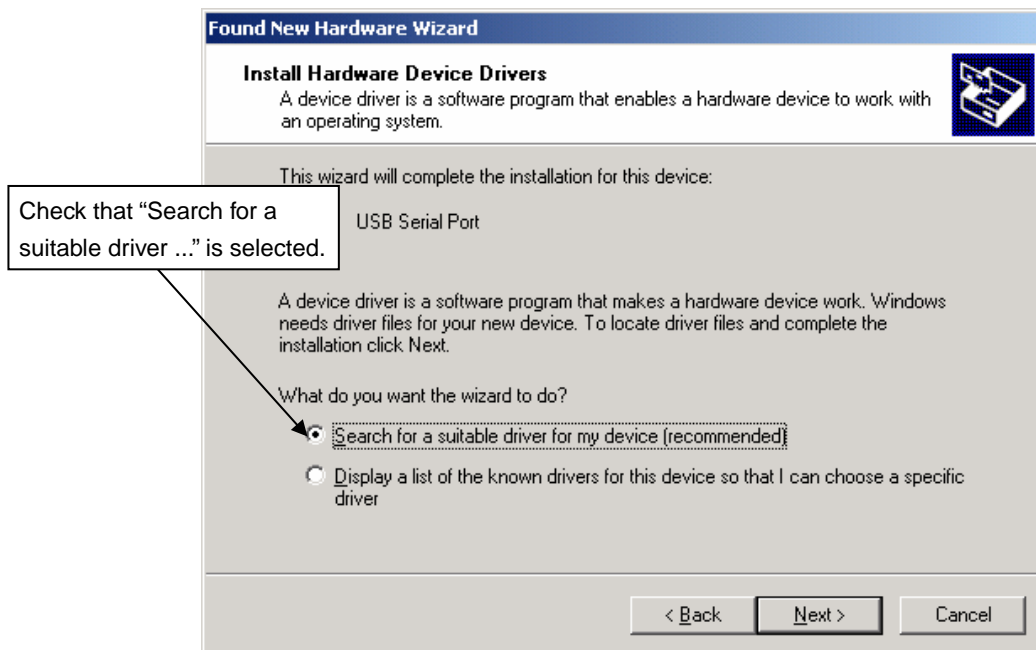 Found New Hardware Wizard
Install Hardware Device Drivers
A device driver is a software program that enables a hardware device to work with
an operating system.
This wizard will complete the installation for this device:
Check that “Search for a
suitable driver ...” is selected.
USB Serial Port
A device driver is a software program that makes a hardware device work. Windows
needs driver files for your new device. To locate driver files and complete the
installation click Next.
What do you want the wizard to do?
Search for a suitable driver for my device (recommended)
Display a list of the known drivers for this device so that I can choose a specific
driver
< Back Next > Cancel